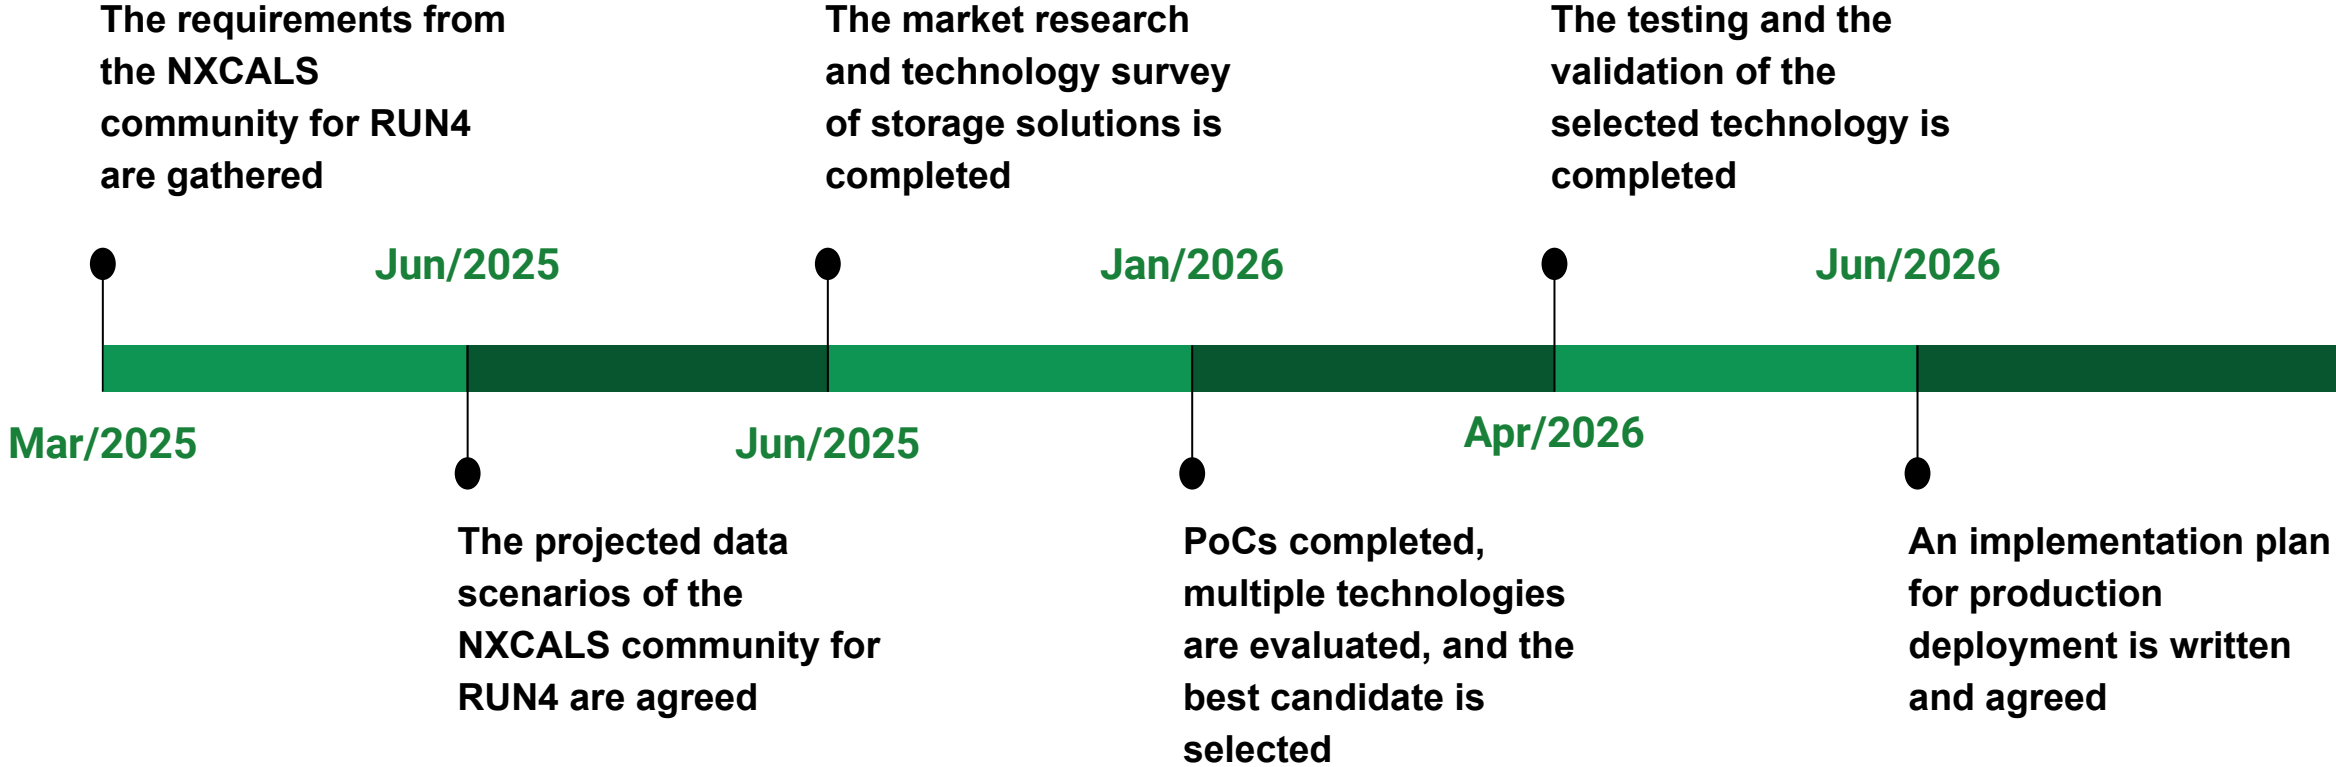 The requirements from
the NXCALS
community for RUN4
are gathered
The market research
and technology survey
of storage solutions is
completed
The testing and the
validation of the
selected technology is
completed
Jun/2025
Jan/2026
Jun/2026
Mar/2025
Jun/2025
Apr/2026
The projected data
scenarios of the
NXCALS community for
RUN4 are agreed
PoCs completed,
multiple technologies
are evaluated, and the
best candidate is
selected
An implementation plan
for production
deployment is written
and agreed